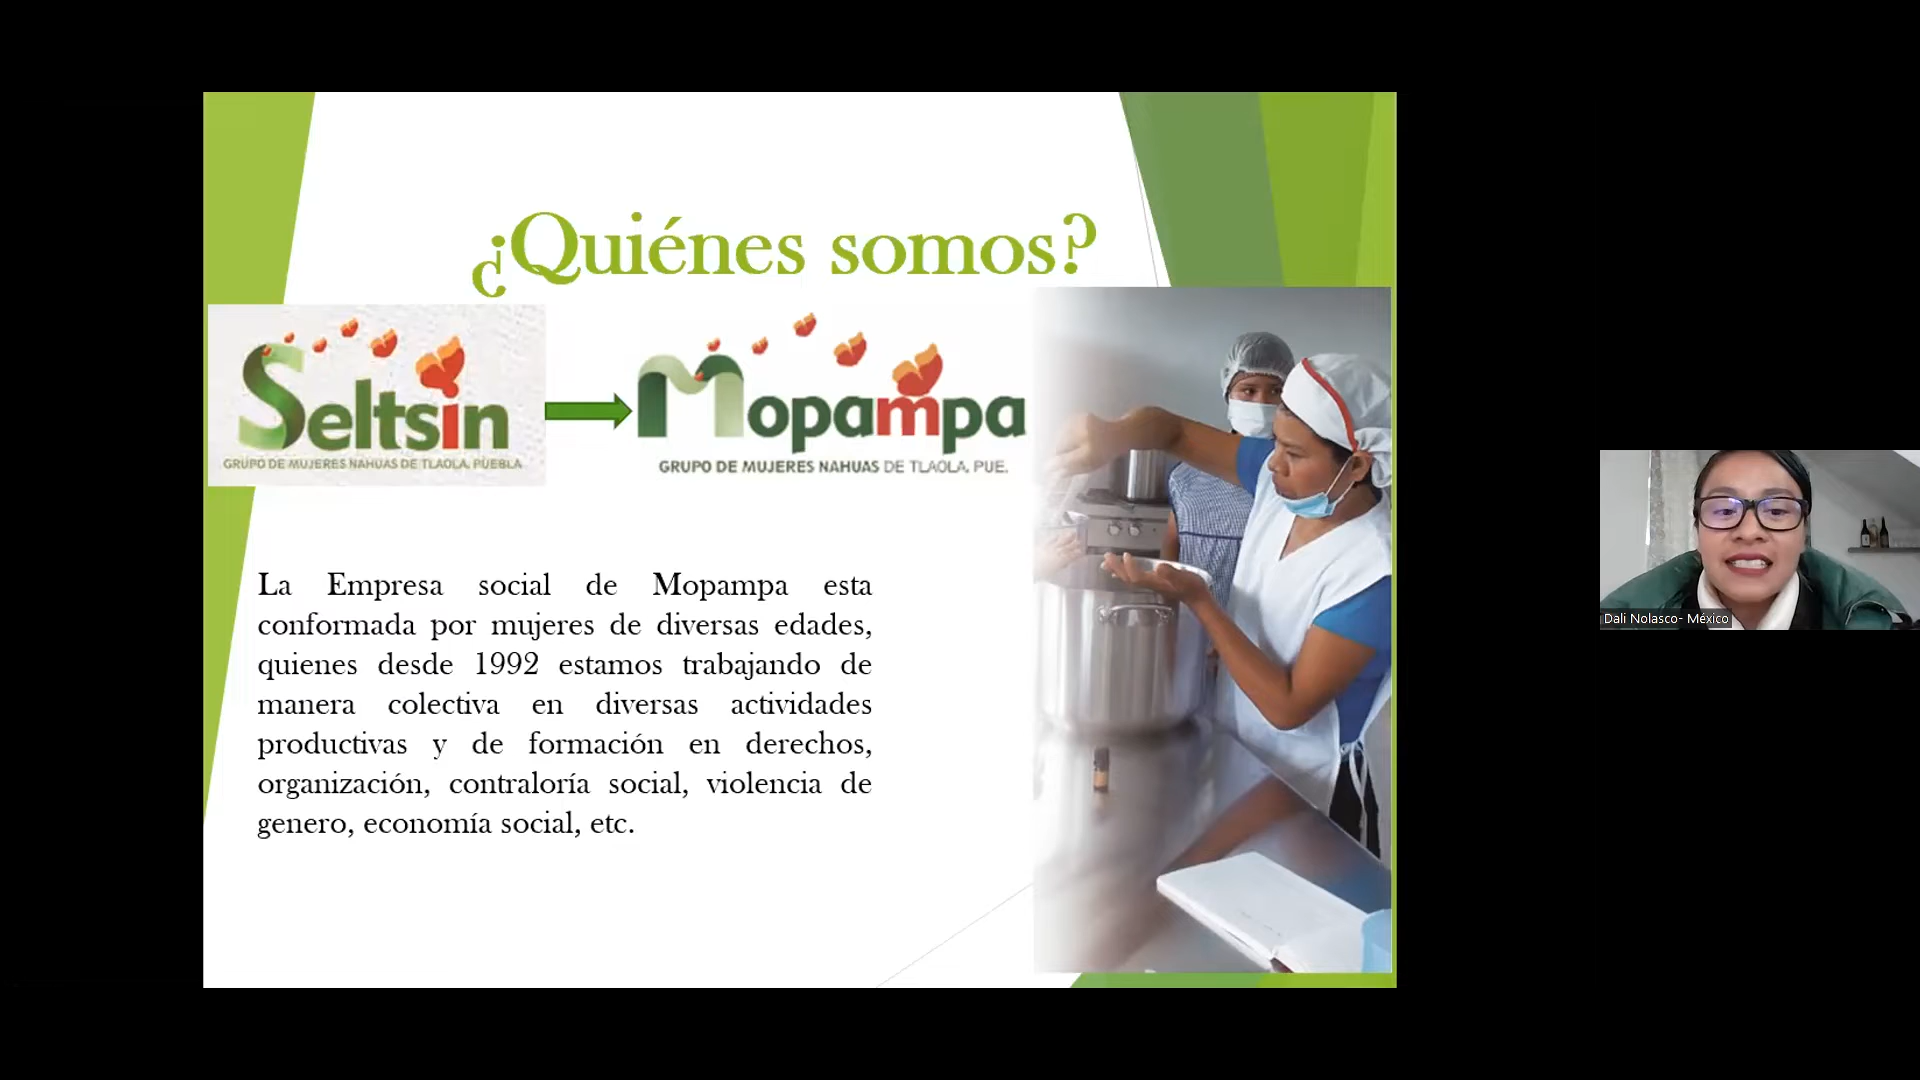 ¿Quiénes somos?
Seltsin
GRUPO DE MUJERES NAHUAS DE TLAOLA, PUEBLA
Mopampa
GRUPO DE MUJERES NAHUAS DE TLAOLA, PUE.
La Empresa social de Mopampa esta
conformada por mujeres de diversas edades,
quienes desde 1992 estamos trabajando de
manera colectiva en diversas actividades
productivas y de formación en derechos,
organización, contraloría social, violencia de
genero, economía social, etc.
Dali Nolasco- México